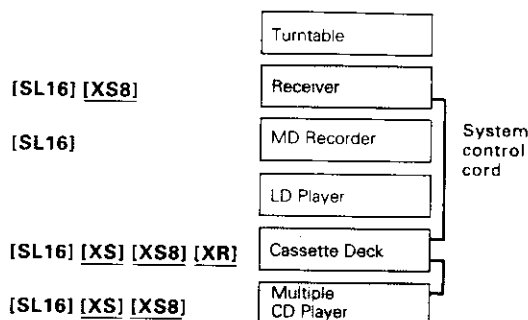 Turntable
[SL16] [XS8] Receiver
[SL16] MD Recorder
System
control
cord
LD Player
[SL16] [XS] [XS8] [XR] Cassette Deck
[SL16] [XS] [XS8] Multiple
CD Player